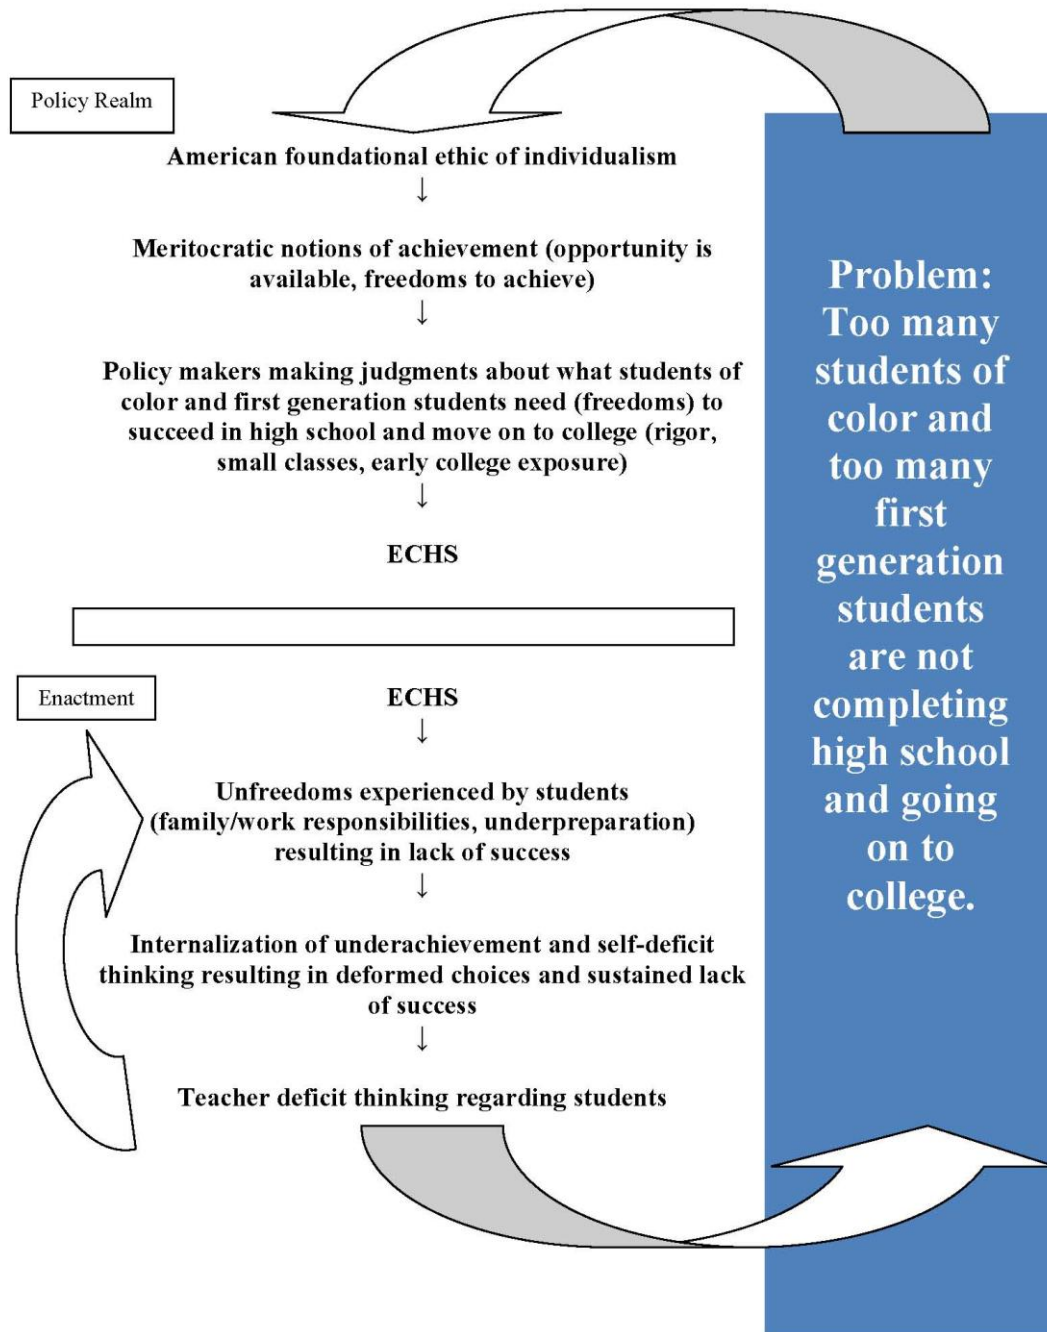 Policy Realm
American foundational ethic of individualism
↓
Meritocratic notions of achievement (opportunity is
available, freedoms to achieve)
↓
Policy makers making judgments about what students of
color and first generation students need (freedoms) to
succeed in high school and move on to college (rigor,
small classes, early college exposure)
↓
ECHS
Enactment
ECHS
↓
Unfreedoms experienced by students
(family/work responsibilities, underpreparation)
resulting in lack of success
↓
Internalization of underachievement and self-deficit
thinking resulting in deformed choices and sustained lack
of success
↓
Teacher deficit thinking regarding students
Problem:
Too many
students of
color and
too many
first
generation
students
are not
completing
high school
and going
on to
college.